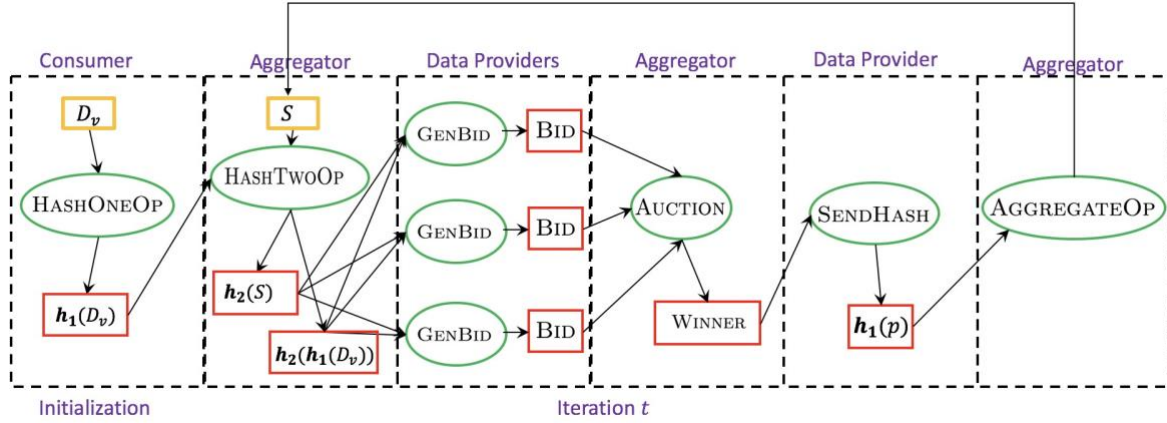 Consumer
Aggregator
Data Providers
Aggregator
Data Provider
Aggregator
D_v
HASHONEOP
h_1(D_v)
S
HASHTWOOP
h_2(S)
h_2(h_1(D_v))
GENBID
BID
GENBID
BID
GENBID
BID
AUCTION
WINNER
SENDHASH
h_1(p)
AGGREGATEOP
Initialization
Iteration t